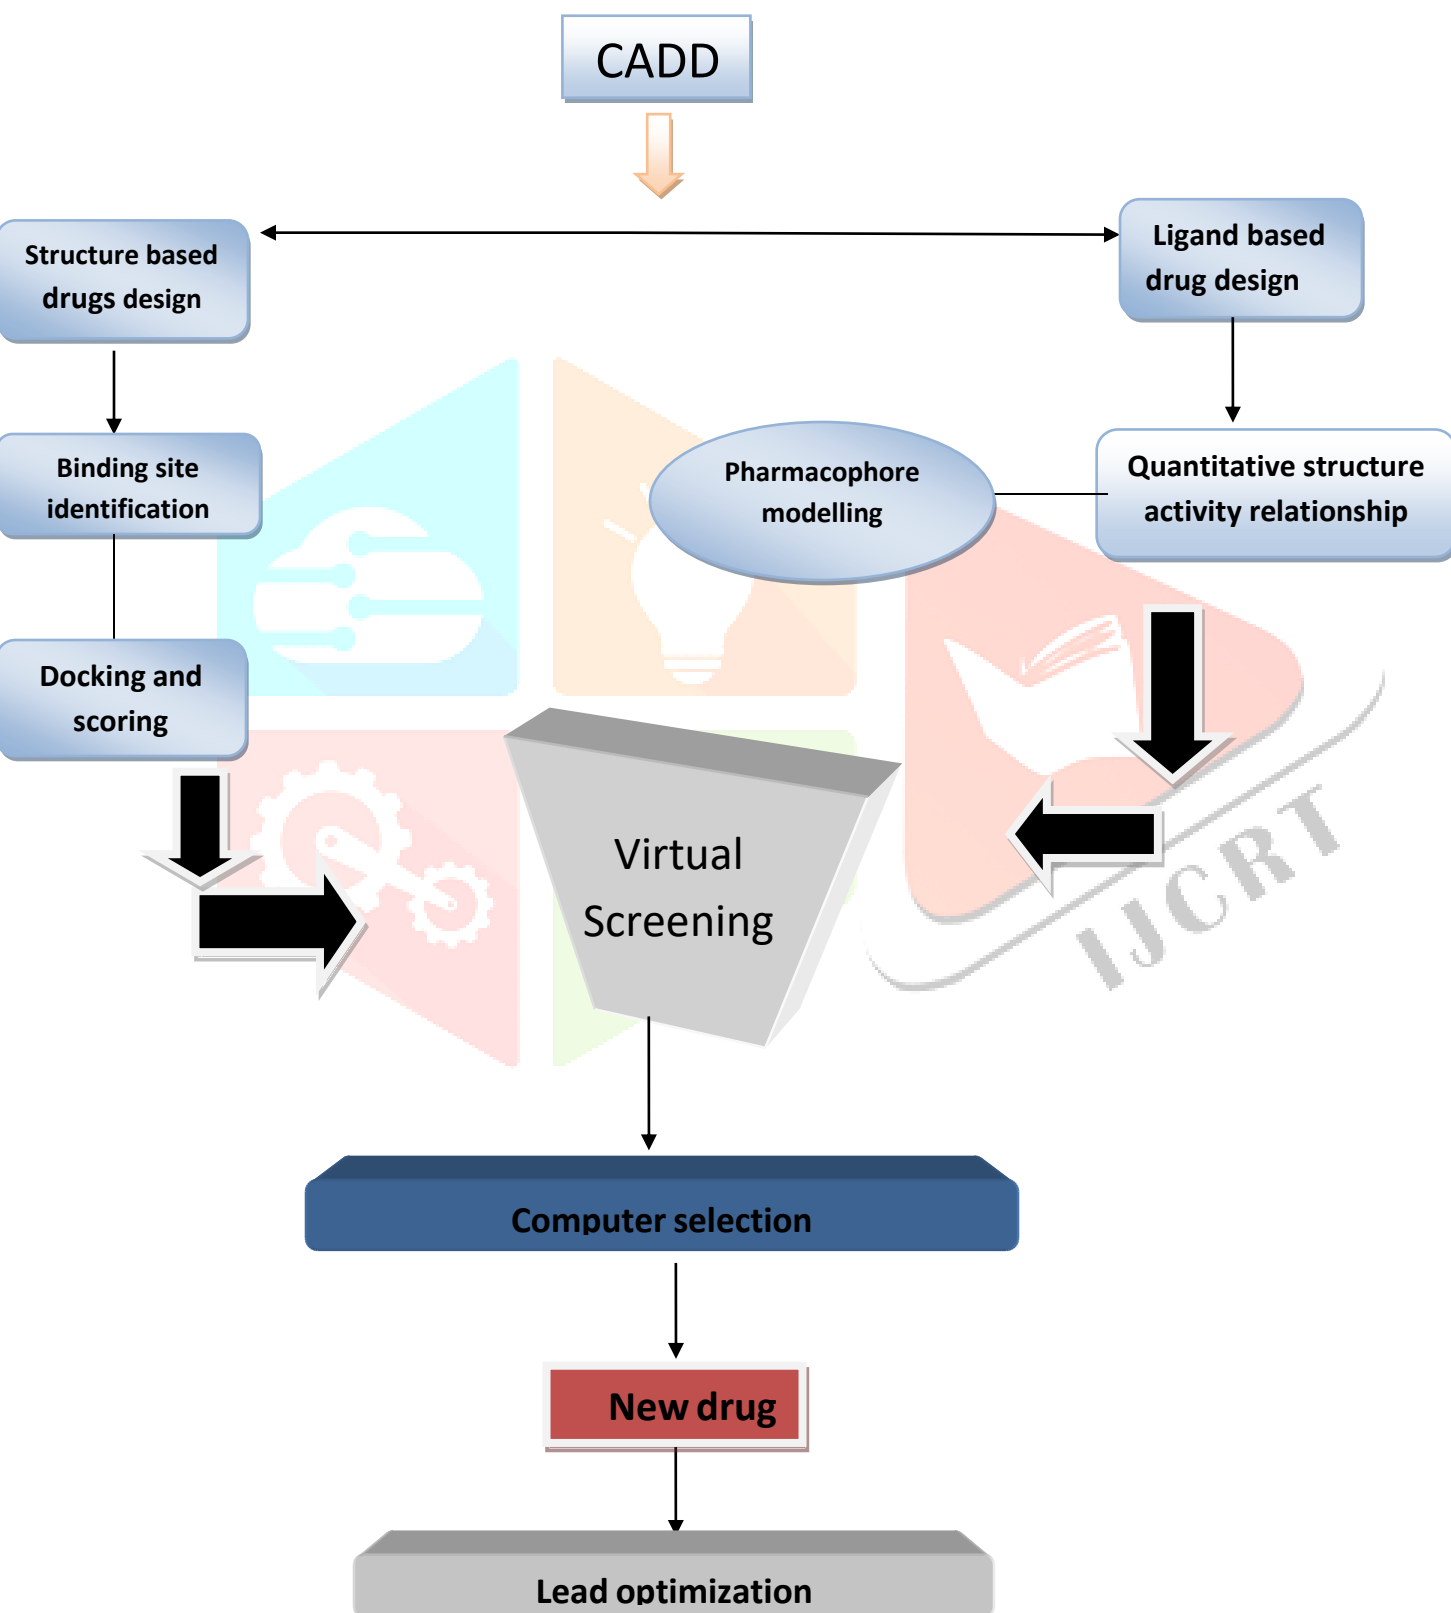 CADD
Structure based
drugs design
Ligand based
drug design
Binding site
identification
Pharmacophore
modelling
Quantitative structure
activity relationship
Docking and
scoring
Virtual
Screening
IJCRT
Computer selection
New drug
Lead optimization